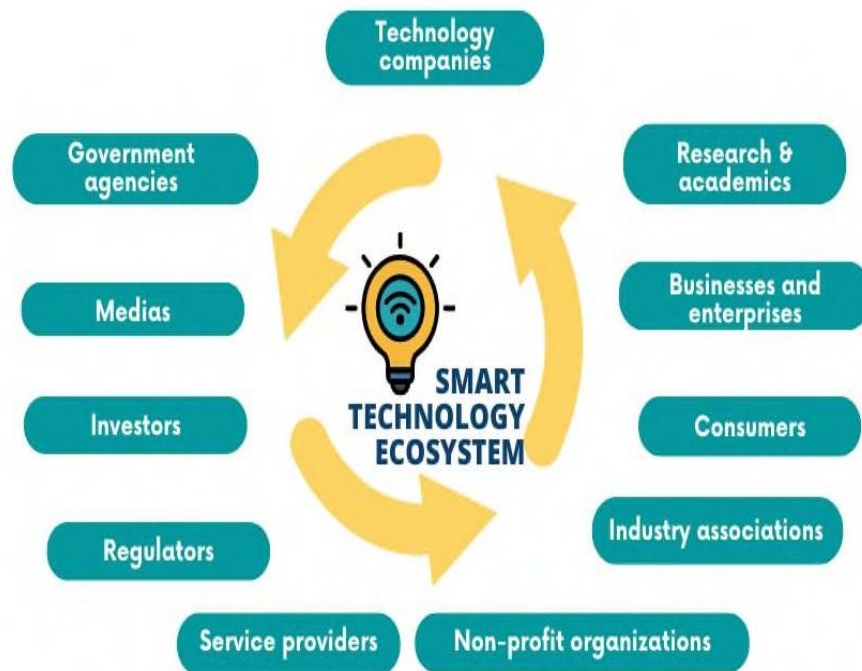 Technology
companies
Government
agencies
Research &
academics
Medias
Businesses and
enterprises
SMART
TECHNOLOGY
ECOSYSTEM
Investors
Consumers
Regulators
Industry associations
Service providers
Non-profit organizations